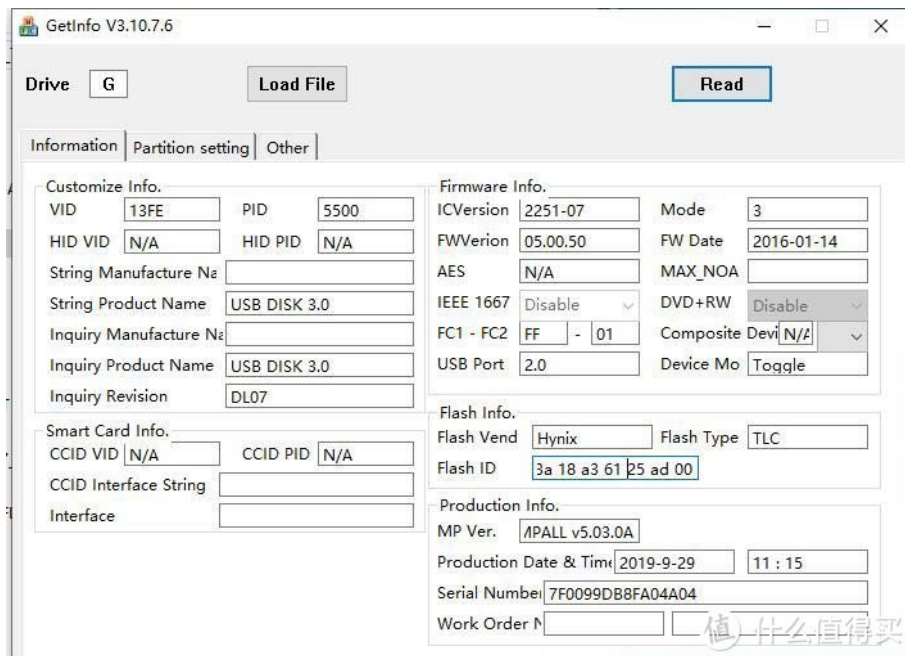 GetInfo V3.10.7.6
Drive G Load File Read
Information Partition setting Other
Customize Info.
VID 13FE PID 5500
HID VID N/A HID PID N/A
String Manufacture Na
String Product Name USB DISK 3.0
Inquiry Manufacture Na
Inquiry Product Name USB DISK 3.0
Inquiry Revision DL07
Smart Card Info.
CCID VID N/A CCID PID N/A
CCID Interface String
Interface
Firmware Info.
ICVersion 2251-07 Mode 3
FWVerion 05.00.50 FW Date 2016-01-14
AES N/A MAX_NOA
IEEE 1667 Disable DVD+RW Disable
FC1 - FC2 FF - 01 Composite Devi N/A
USB Port 2.0 Device Mo Toggle
Flash Info.
Flash Vend Hynix Flash Type TLC
Flash ID 3a 18 a3 61 25 ad 00
Production Info.
MP Ver. MPALL v5.03.0A
Production Date & Time 2019-9-29 11 : 15
Serial Number 7F0099DB8FA04A04
Work Order N
值 什么值得买